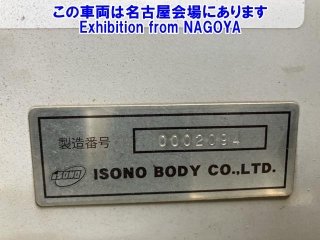 この車両は名古屋会場にあります
Exhibition from NAGOYA
製造番号 0002094
ISONO ISONO BODY CO.,LTD.